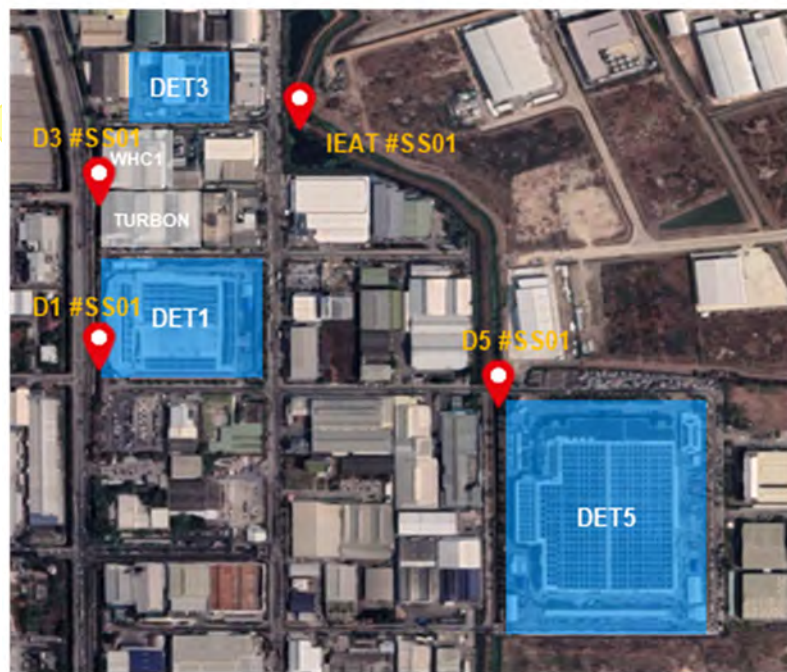 DET3
D3 #SS01
IEAT #SS01
WHC1
TURBON
D1 #SS01
DET1
D5 #SS01
DET5